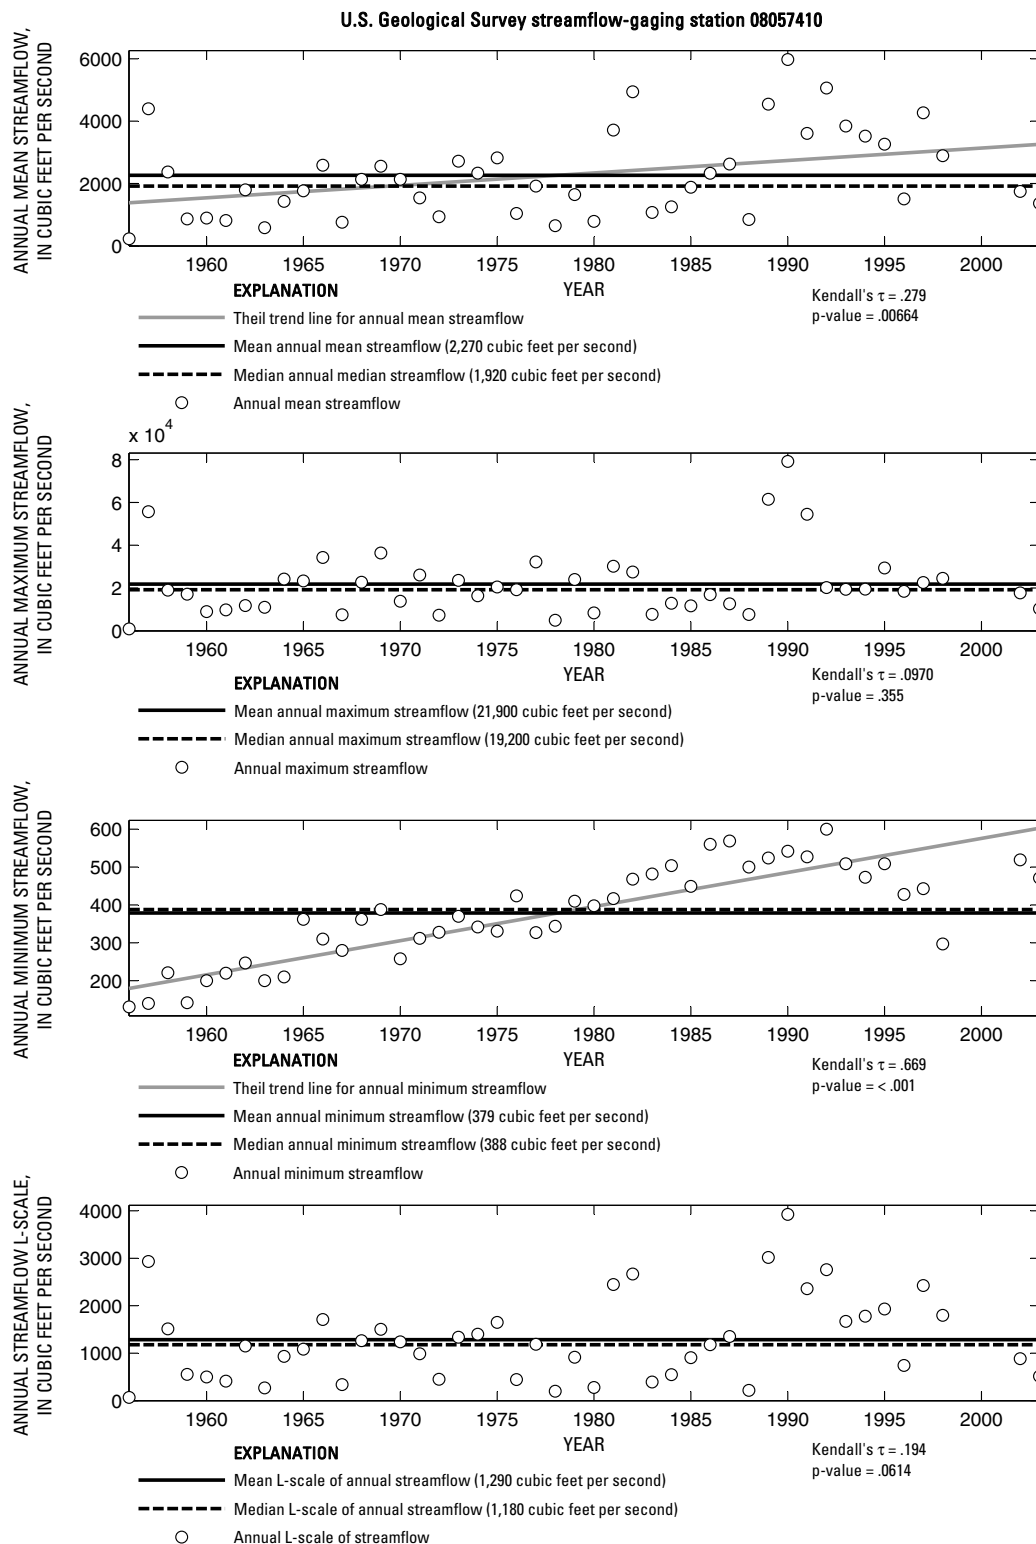 U.S. Geological Survey streamflow-gaging station 08057410
ANNUAL MEAN STREAMFLOW,
IN CUBIC FEET PER SECOND
6000
4000
2000
0
1960 1965 1970 1975 1980 1985 1990 1995 2000
YEAR
Kendall's τ = .279
p-value = .00664
EXPLANATION
Theil trend line for annual mean streamflow
Mean annual mean streamflow (2,270 cubic feet per second)
Median annual median streamflow (1,920 cubic feet per second)
Annual mean streamflow
ANNUAL MAXIMUM STREAMFLOW,
IN CUBIC FEET PER SECOND
x 10⁴
8
6
4
2
0
1960 1965 1970 1975 1980 1985 1990 1995 2000
YEAR
Kendall's τ = .0970
p-value = .355
EXPLANATION
Mean annual maximum streamflow (21,900 cubic feet per second)
Median annual maximum streamflow (19,200 cubic feet per second)
Annual maximum streamflow
ANNUAL MINIMUM STREAMFLOW,
IN CUBIC FEET PER SECOND
600
500
400
300
200
1960 1965 1970 1975 1980 1985 1990 1995 2000
YEAR
Kendall's τ = .669
p-value = < .001
EXPLANATION
Theil trend line for annual minimum streamflow
Mean annual minimum streamflow (379 cubic feet per second)
Median annual minimum streamflow (388 cubic feet per second)
Annual minimum streamflow
ANNUAL STREAMFLOW L-SCALE,
IN CUBIC FEET PER SECOND
4000
3000
2000
1000
0
1960 1965 1970 1975 1980 1985 1990 1995 2000
YEAR
Kendall's τ = .194
p-value = .0614
EXPLANATION
Mean L-scale of annual streamflow (1,290 cubic feet per second)
Median L-scale of annual streamflow (1,180 cubic feet per second)
Annual L-scale of streamflow